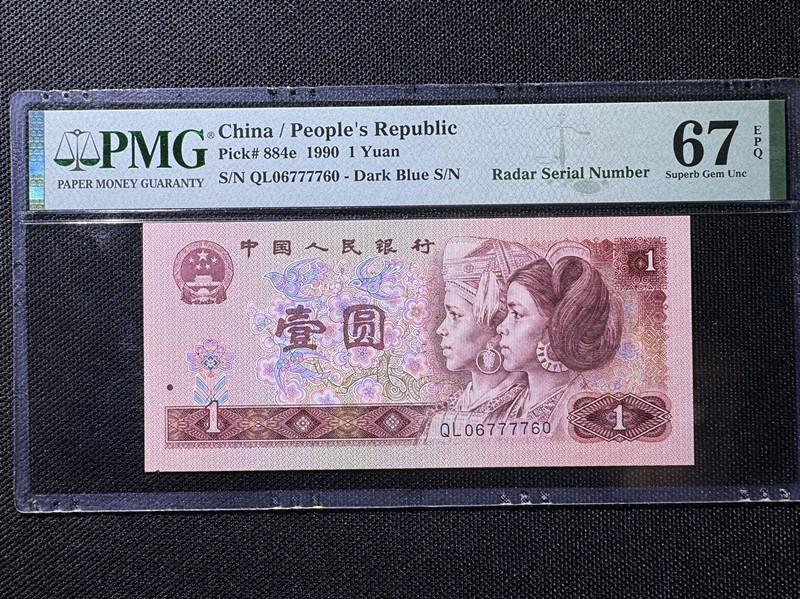 PMG®
PAPER MONEY GUARANTY
China / People's Republic
Pick# 884e 1990 1 Yuan
S/N QL06777760 - Dark Blue S/N
Radar Serial Number
67
EPQ
Superb Gem Unc
中国人民银行
1
壹圆
1
QL06777760
1